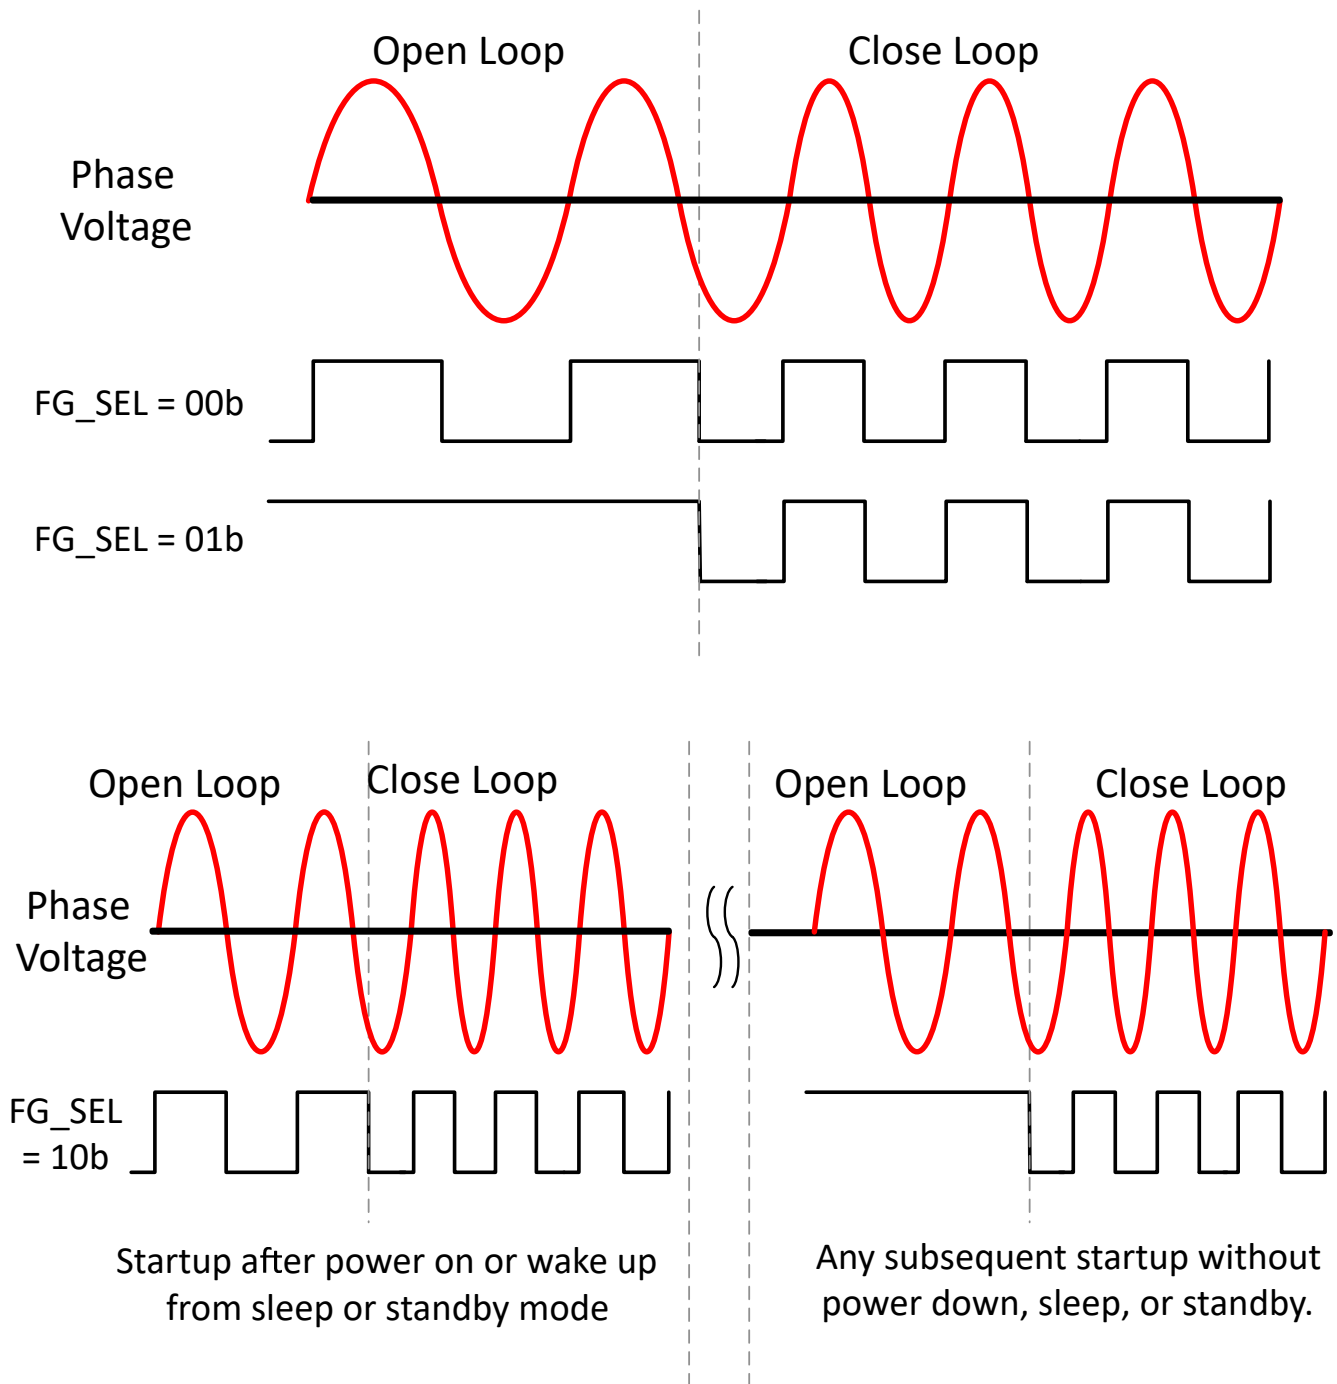 Open Loop
Close Loop
Phase
Voltage
FG_SEL = 00b
FG_SEL = 01b
Open Loop
Close Loop
Open Loop
Close Loop
Phase
Voltage
FG_SEL
= 10b
Startup after power on or wake up
from sleep or standby mode
Any subsequent startup without
power down, sleep, or standby.